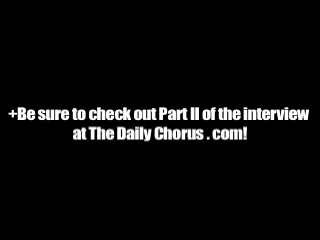 +Be sure to check out Part II of the interview
at The Daily Chorus . com!